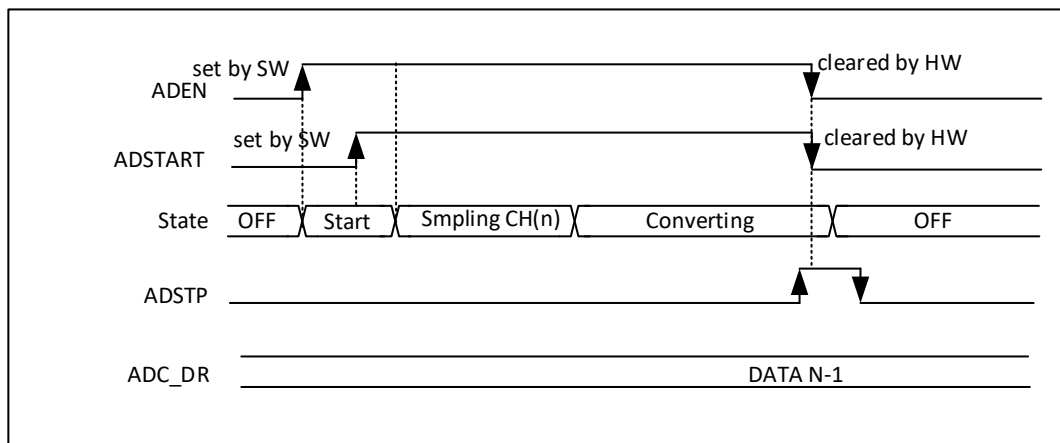 set by SW cleared by HW
ADEN
set by SW cleared by HW
ADSTART
State OFF Start Smpling CH(n) Converting OFF
ADSTP
ADC_DR DATA N-1